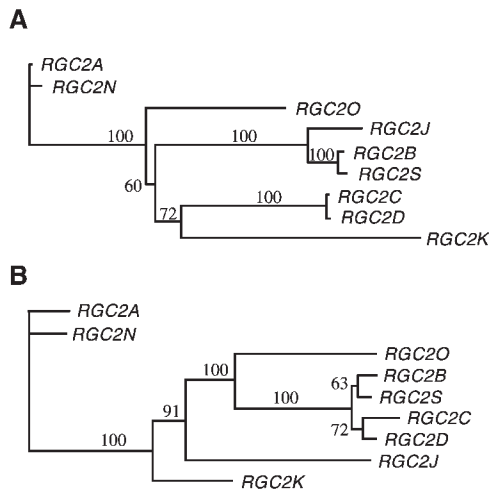 A
RGC2A
RGC2N
RGC2O
100
100
RGC2J
100
RGC2B
RGC2S
60
100
RGC2C
72
RGC2D
RGC2K
B
RGC2A
RGC2N
RGC2O
100
63
RGC2B
100
RGC2S
91
RGC2C
72
RGC2D
100
RGC2J
RGC2K